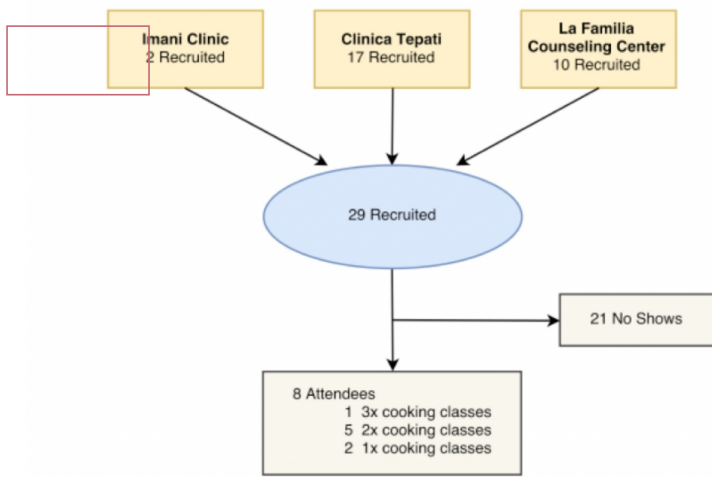 Imani Clinic
2 Recruited
Clinica Tepati
17 Recruited
La Familia
Counseling Center
10 Recruited
29 Recruited
21 No Shows
8 Attendees
1 3x cooking classes
5 2x cooking classes
2 1x cooking classes